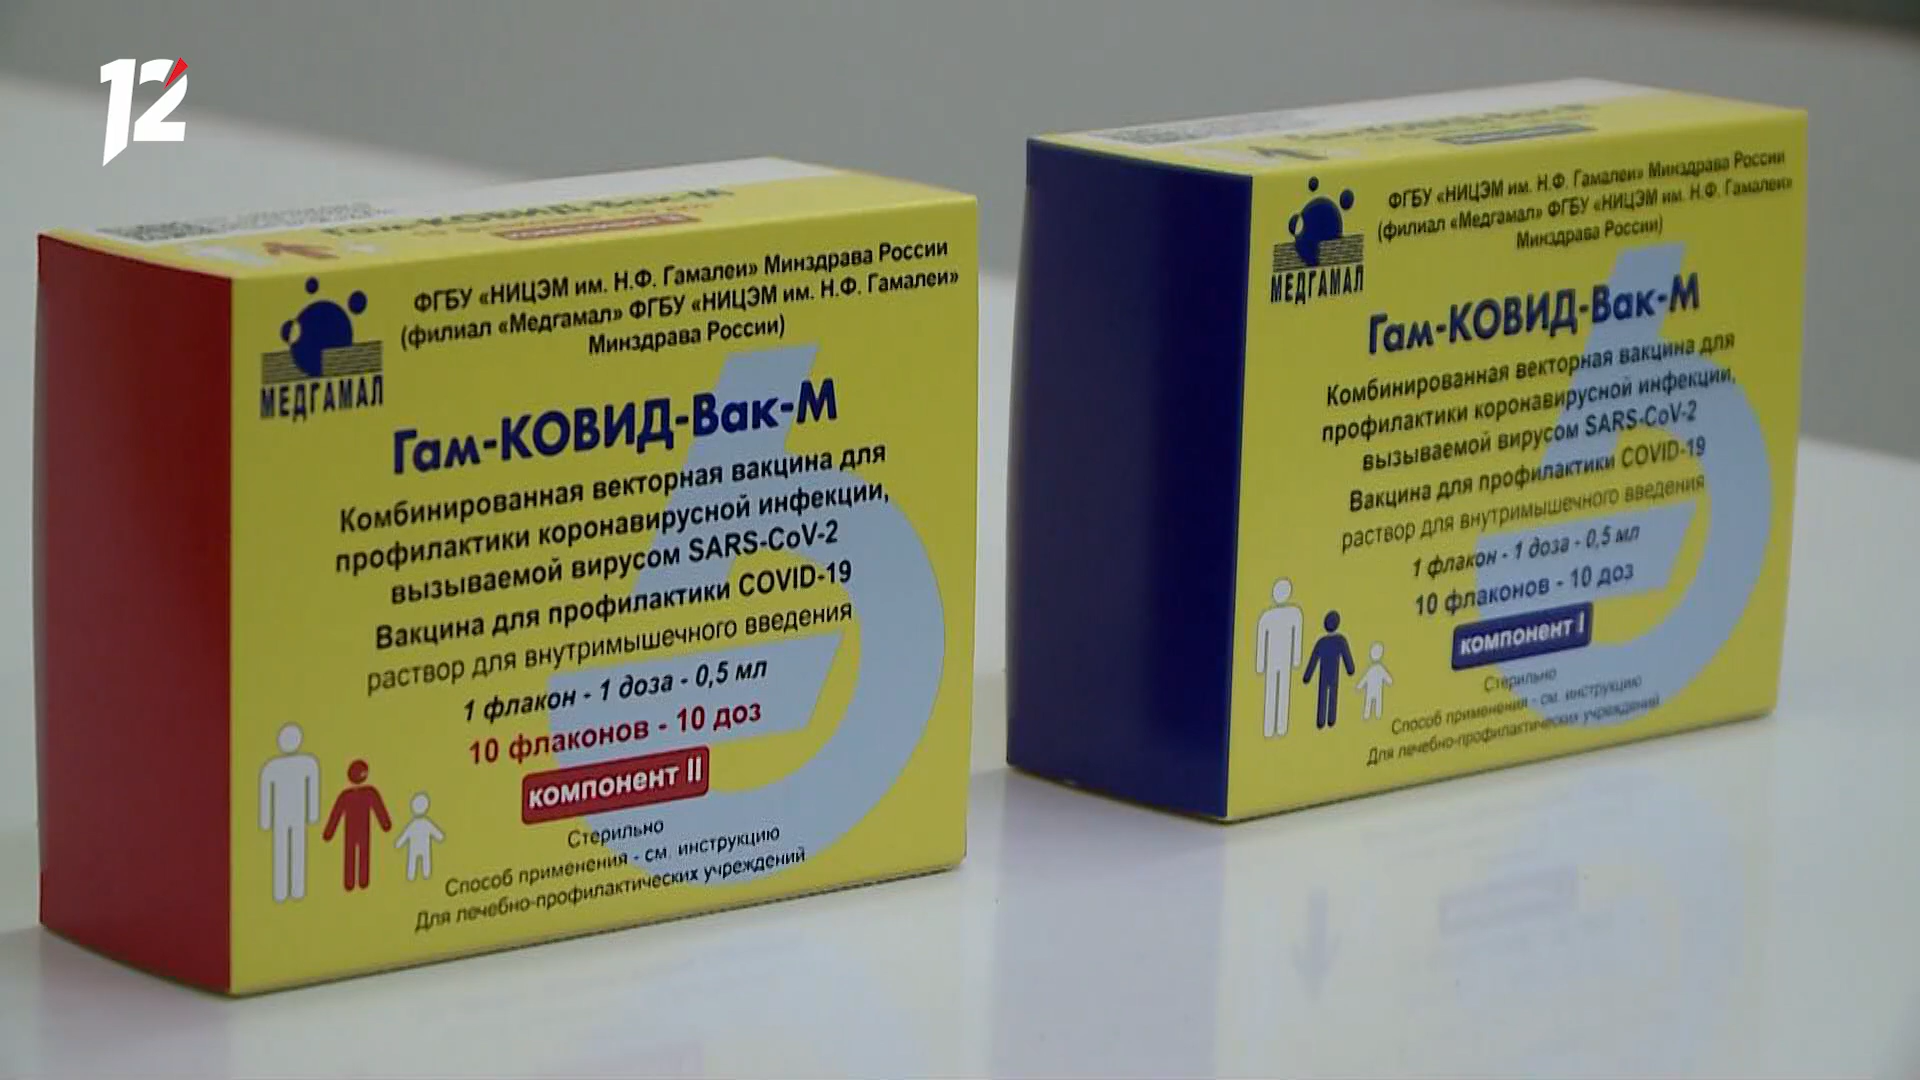 12
Гам-КОВИД-Вак-М
ФГБУ «НИЦЭМ им. Н.Ф. Гамалеи» Минздрава России
(филиал «Медгамал» ФГБУ «НИЦЭМ им. Н.Ф. Гамалеи»
Минздрава России)
МЕДГАМАЛ
Гам-КОВИД-Вак-М
Комбинированная векторная вакцина для
профилактики коронавирусной инфекции,
вызываемой вирусом SARS-CoV-2
Вакцина для профилактики COVID-19
раствор для внутримышечного введения
1 флакон - 1 доза - 0,5 мл
10 флаконов - 10 доз
компонент II
Стерильно
Способ применения - см. инструкцию
Для лечебно-профилактических учреждений
Гам-КОВИД-Вак-М
ФГБУ «НИЦЭМ им. Н.Ф. Гамалеи» Минздрава России
(филиал «Медгамал» ФГБУ «НИЦЭМ им. Н.Ф. Гамалеи»
Минздрава России)
МЕДГАМАЛ
Гам-КОВИД-Вак-М
Комбинированная векторная вакцина для
профилактики коронавирусной инфекции,
вызываемой вирусом SARS-CoV-2
Вакцина для профилактики COVID-19
раствор для внутримышечного введения
1 флакон - 1 доза - 0,5 мл
10 флаконов - 10 доз
компонент I
Стерильно
Способ применения - см. инструкцию
Для лечебно-профилактических учреждений